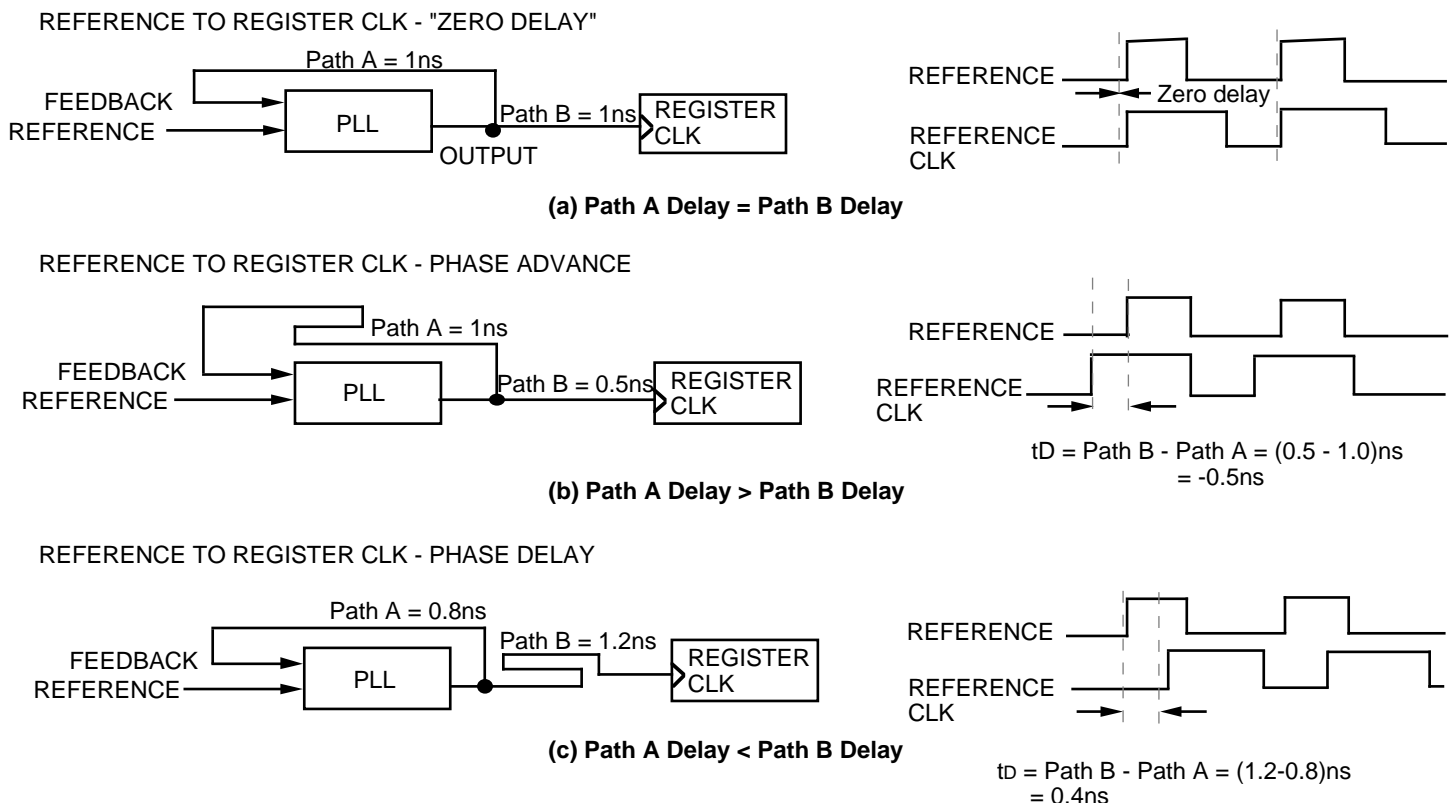 REFERENCE TO REGISTER CLK - "ZERO DELAY"
Path A = 1ns
FEEDBACK
REFERENCE
PLL
OUTPUT
Path B = 1ns
REGISTER
CLK
REFERENCE
Zero delay
REFERENCE
CLK
(a) Path A Delay = Path B Delay
REFERENCE TO REGISTER CLK - PHASE ADVANCE
Path A = 1ns
FEEDBACK
REFERENCE
PLL
Path B = 0.5ns
REGISTER
CLK
REFERENCE
REFERENCE
CLK
tD = Path B - Path A = (0.5 - 1.0)ns
= -0.5ns
(b) Path A Delay > Path B Delay
REFERENCE TO REGISTER CLK - PHASE DELAY
Path A = 0.8ns
FEEDBACK
REFERENCE
PLL
Path B = 1.2ns
REGISTER
CLK
REFERENCE
REFERENCE
CLK
(c) Path A Delay < Path B Delay
tD = Path B - Path A = (1.2-0.8)ns
= 0.4ns